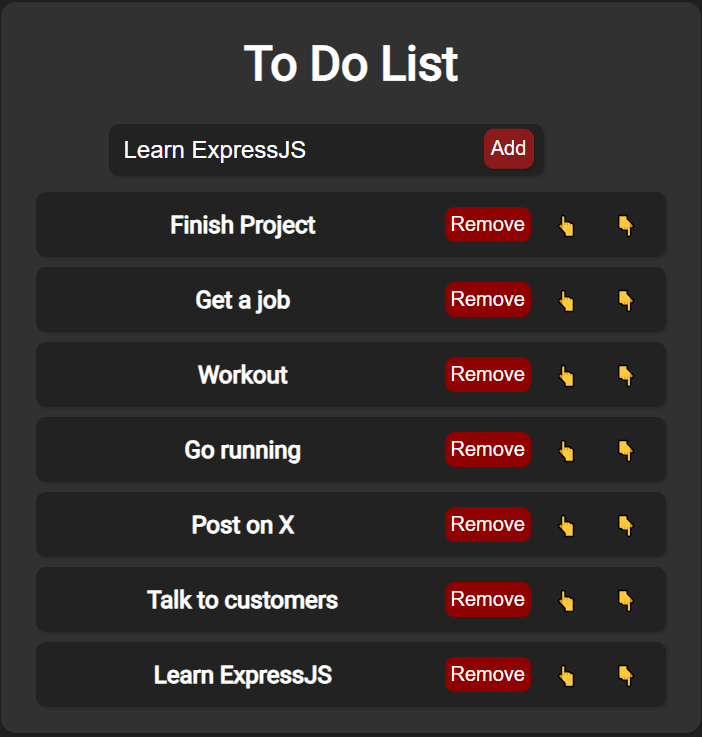 To Do List
Learn ExpressJS Add
Finish Project Remove
Get a job Remove
Workout Remove
Go running Remove
Post on X Remove
Talk to customers Remove
Learn ExpressJS Remove